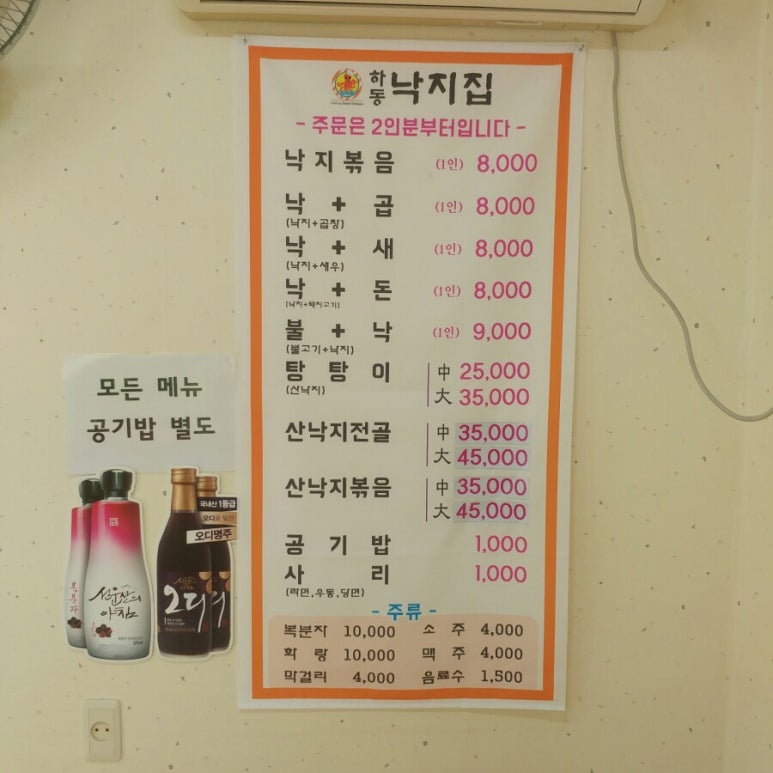 하동 낙지집
- 주문은 2인분부터입니다 -
낙지볶음 (1인) 8,000
낙 + 곱 (1인) 8,000
(낙지+곱창)
낙 + 새 (1인) 8,000
(낙지+새우)
낙 + 돈 (1인) 8,000
(낙지+돼지고기)
불 + 낙 (1인) 9,000
(불고기+낙지)
탕탕이 中 25,000
(산낙지) 大 35,000
산낙지전골 中 35,000
大 45,000
산낙지볶음 中 35,000
大 45,000
공기밥 1,000
사리 1,000
(라면,우동,당면)
- 주류 -
복분자 10,000 소주 4,000
화랑 10,000 맥주 4,000
막걸리 4,000 음료수 1,500
모든 메뉴
공기밥 별도
복분자
선운산의
아침
국내산 1등급
오디로 빚은
오디명주
오디